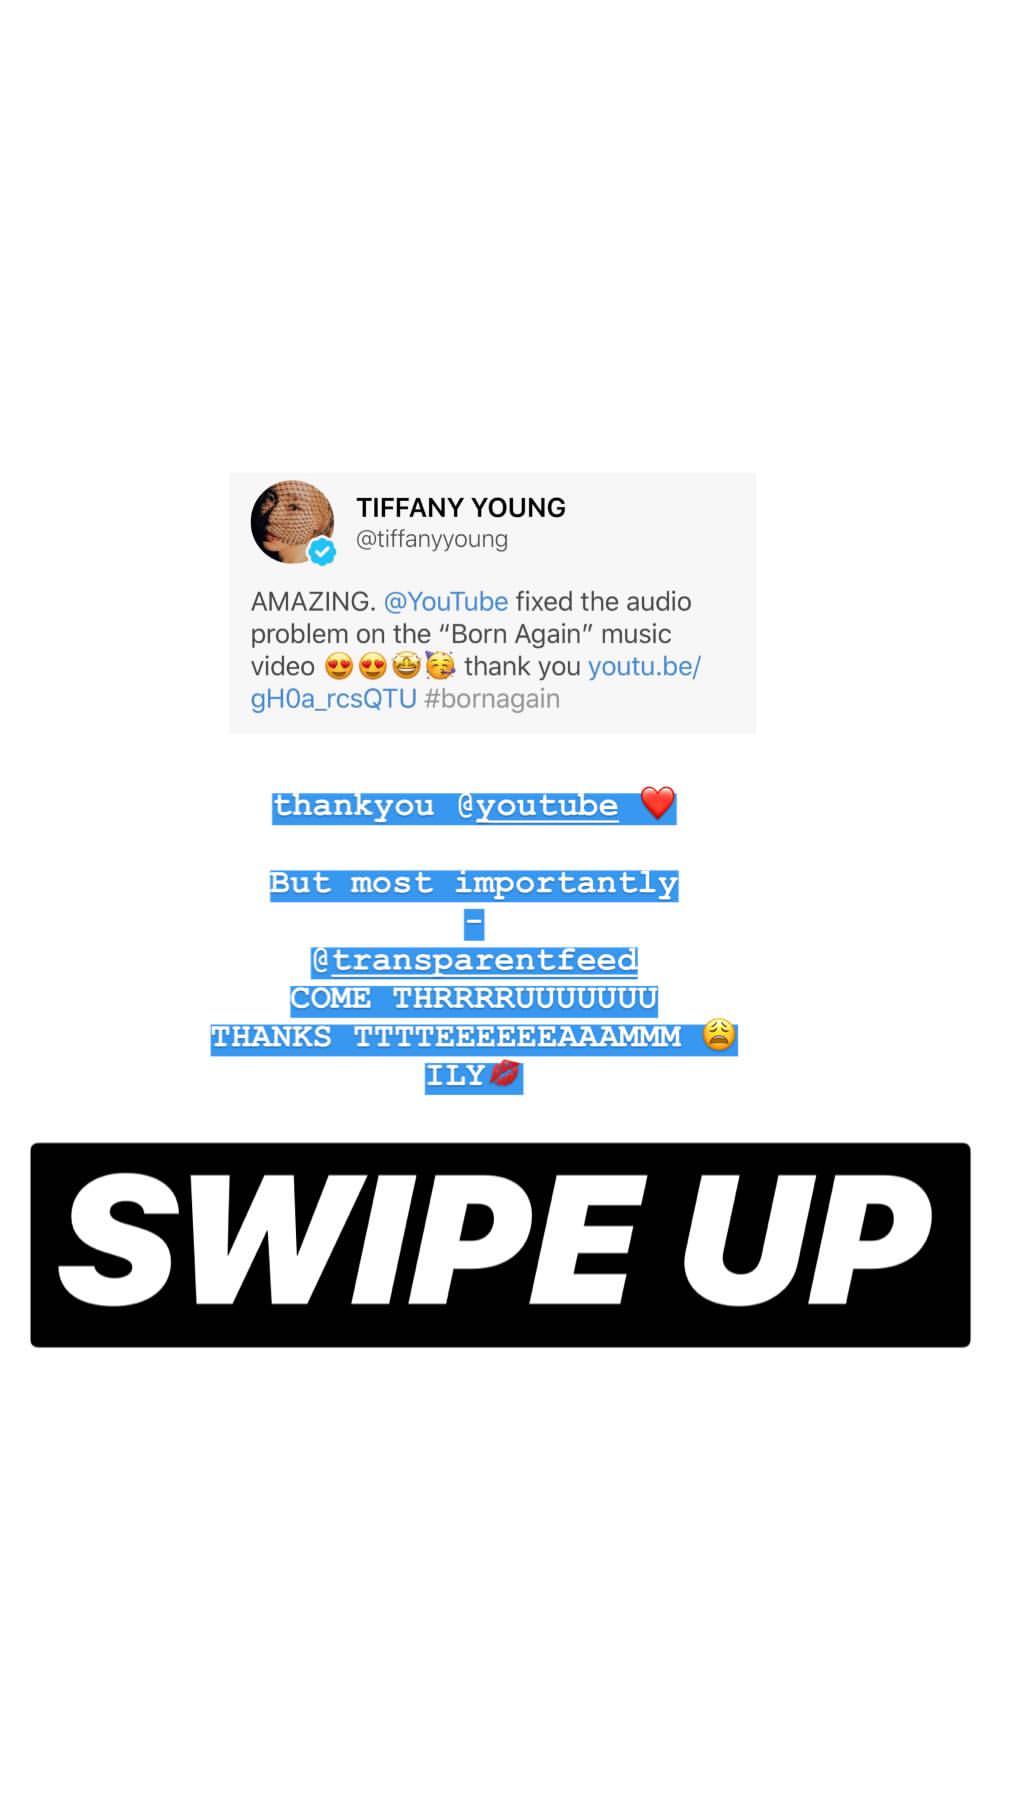 TIFFANY YOUNG
@tiffanyyoung
AMAZING. @YouTube fixed the audio
problem on the “Born Again” music
video 😍😍🤩🥳 thank you youtu.be/
gH0a_rcsQTU #bornagain
thankyou @youtube ❤️
But most importantly
-
@transparentfeed
COME THRRRRUUUUUUU
THANKS TTTTEEEEEEAAAMMM 😩
ILY💋
SWIPE UP